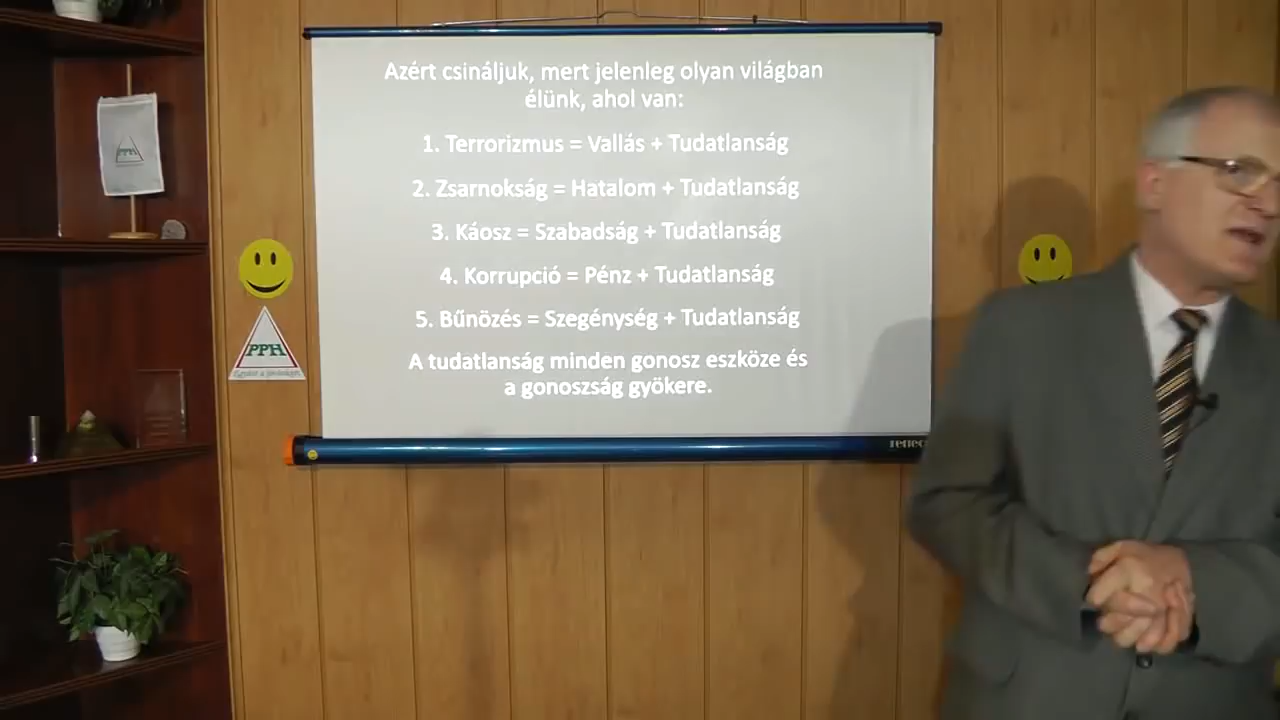 Azért csináljuk, mert jelenleg olyan világban
élünk, ahol van:
1. Terrorizmus = Vallás + Tudatlanság
2. Zsarnokság = Hatalom + Tudatlanság
3. Káosz = Szabadság + Tudatlanság
4. Korrupció = Pénz + Tudatlanság
5. Bűnözés = Szegénység + Tudatlanság
A tudatlanság minden gonosz eszköze és
a gonoszság gyökere.
PPH
PPH